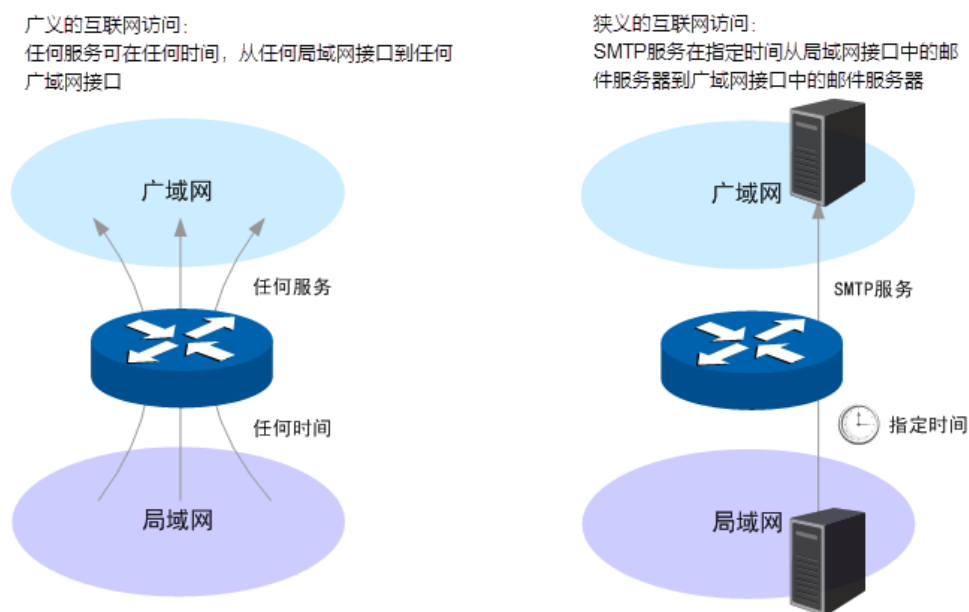 广义的互联网访问：
任何服务可在任何时间，从任何局域网接口到任何
广域网接口
广域网
任何服务
任何时间
局域网
狭义的互联网访问：
SMTP服务在指定时间从局域网接口中的邮
件服务器到广域网接口中的邮件服务器
广域网
SMTP服务
指定时间
局域网